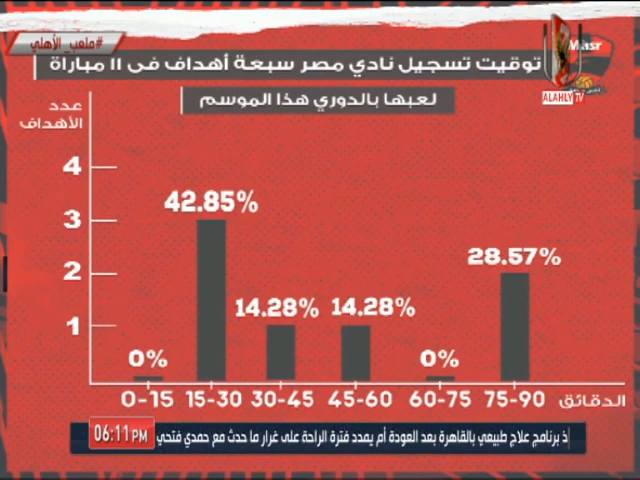 #ملعب_الأهلي
Masr
توقيت تسجيل نادي مصر سبعة أهداف فى 11 مباراة
ALAHLY TV
لعبها بالدوري هذا الموسم
عدد
الأهداف
4
3
2
1
0%
42.85%
14.28%
14.28%
0%
28.57%
0-15 15-30 30-45 45-60 60-75 75-90 الدقائق
06:11 PM
برنامج علاج طبيعي بالقاهرة بعد العودة أم يمدد فترة الراحة على غرار ما حدث مع حمدي فتحي